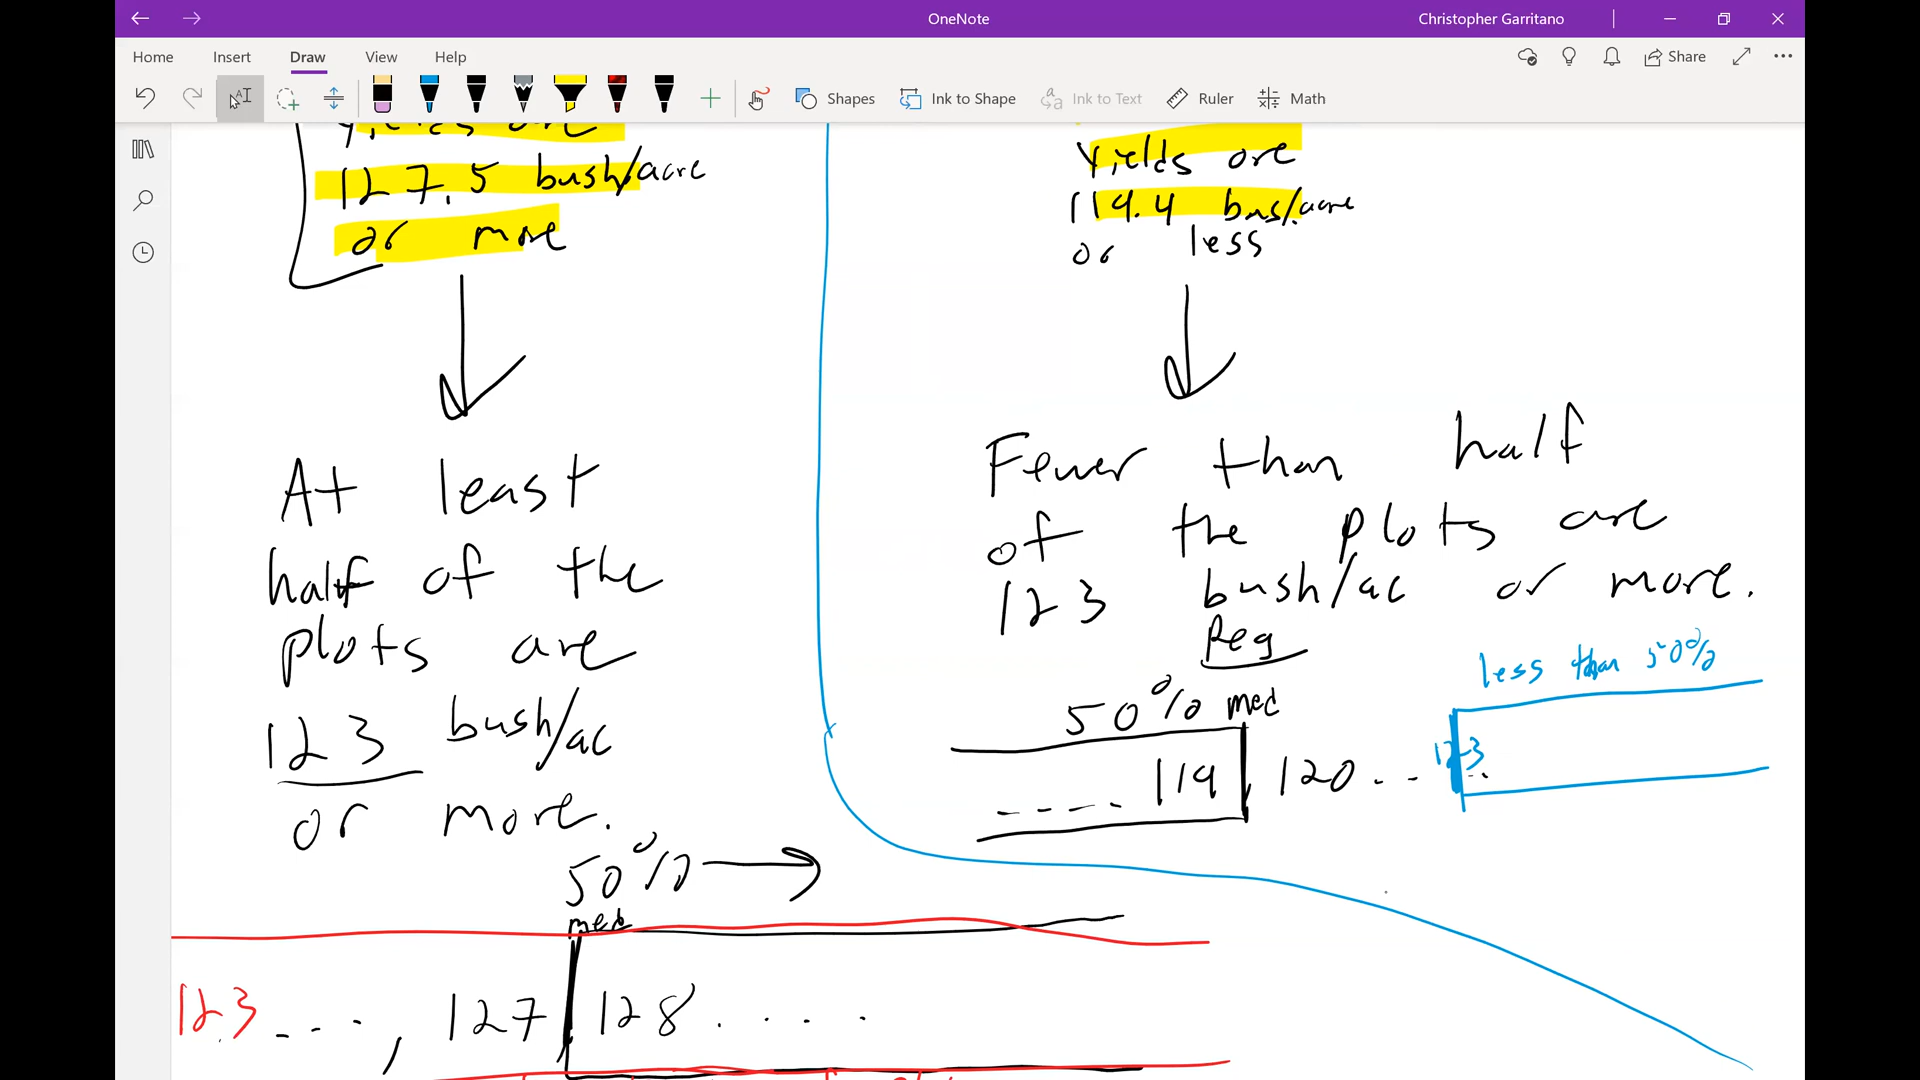 OneNote
Christopher Garritano
Home Insert Draw View Help
Share
Shapes
Ink to Shape
Ink to Text
Ruler
Math
Yields are
127.5 bush/acre
or more
At least
half of the
plots are
123 bush/ac
or more.
50%
med
123 ---, 127 128 . . . .
Yields are
119.4 bus/acre
or less
Fewer than half
of the plots are
123 bush/ac or more.
Reg
50% med
----- 119 120 . . 123 . .
less than 50%